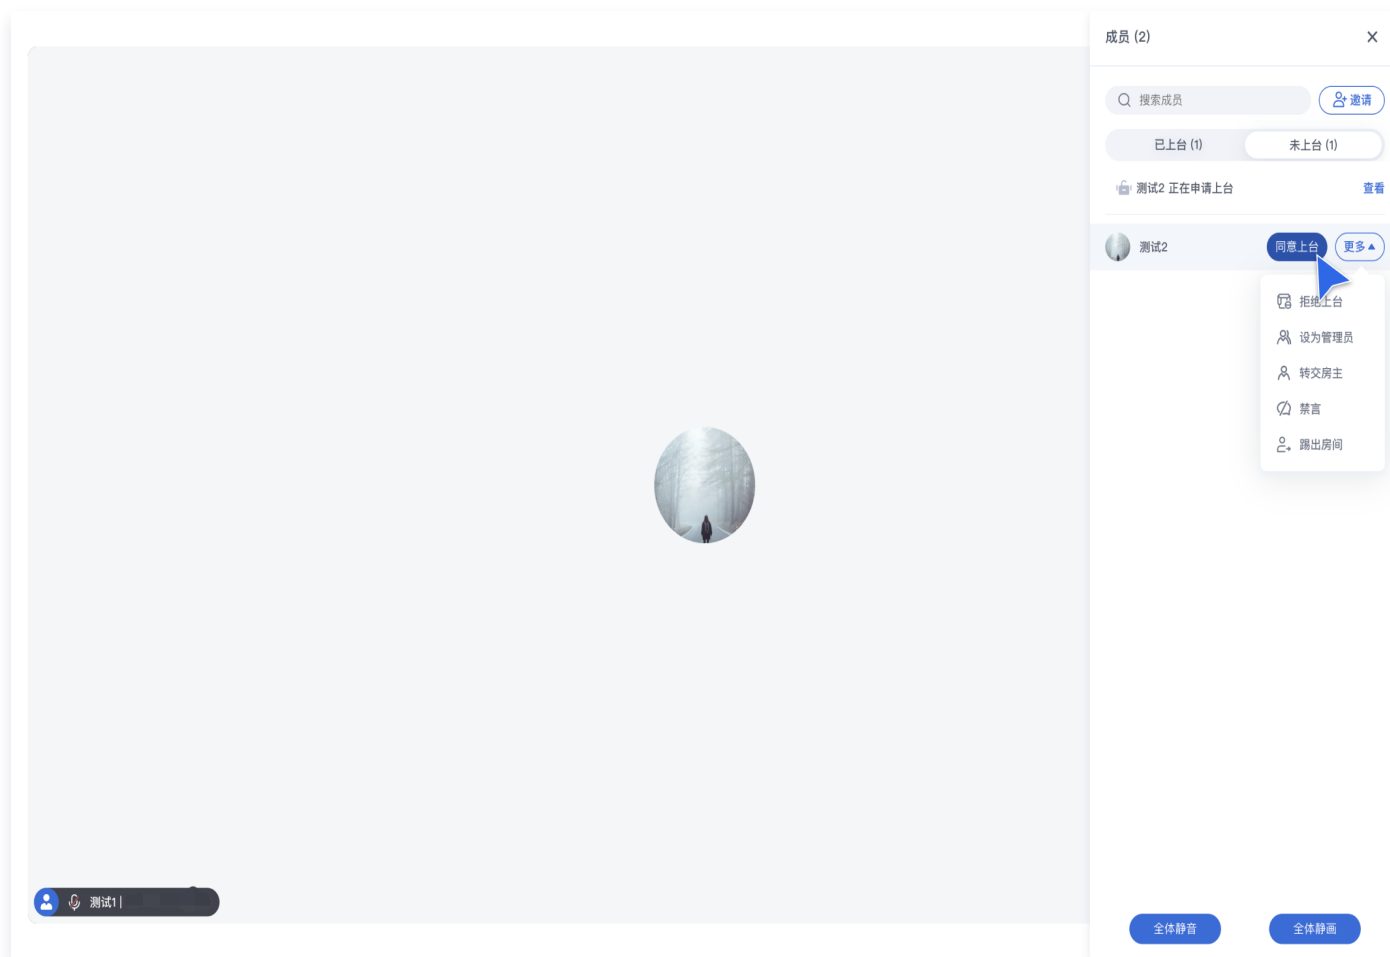 成员 (2)
搜索成员
邀请
已上台 (1)
未上台 (1)
测试2 正在申请上台
查看
测试2
同意上台
更多
拒绝上台
设为管理员
转交房主
禁言
踢出房间
测试1 |
全体静音
全体静画